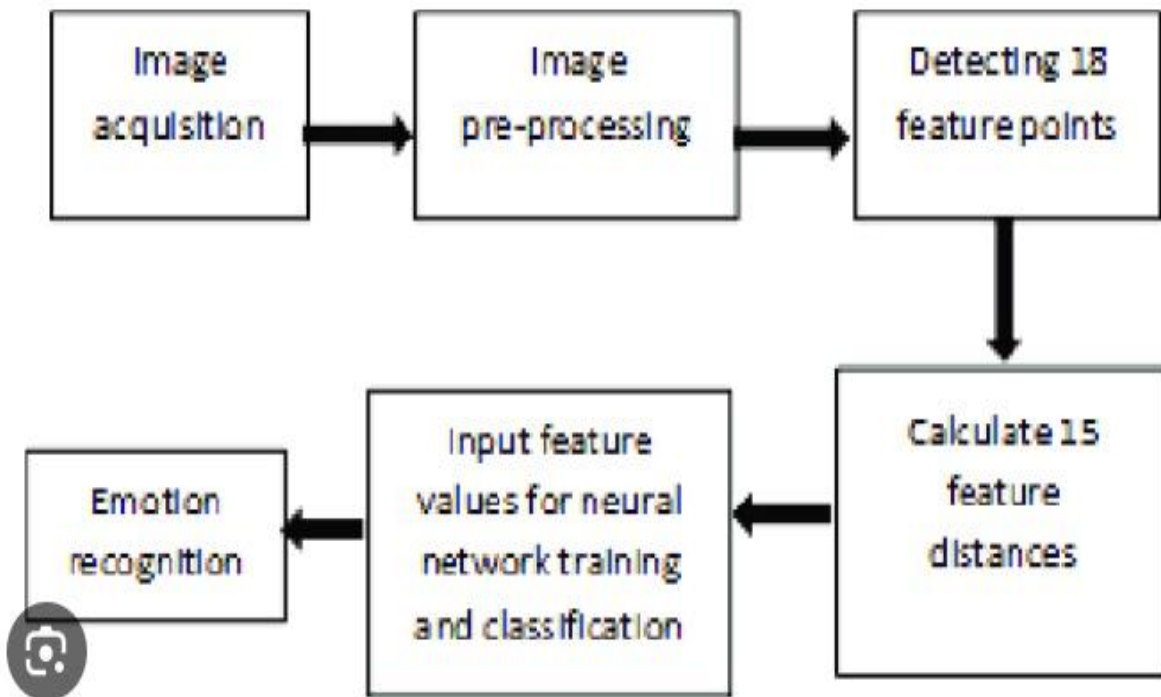 Image
acquisition
Image
pre-processing
Detecting 18
feature points
Calculate 15
feature
distances
Input feature
values for neural
network training
and classification
Emotion
recognition